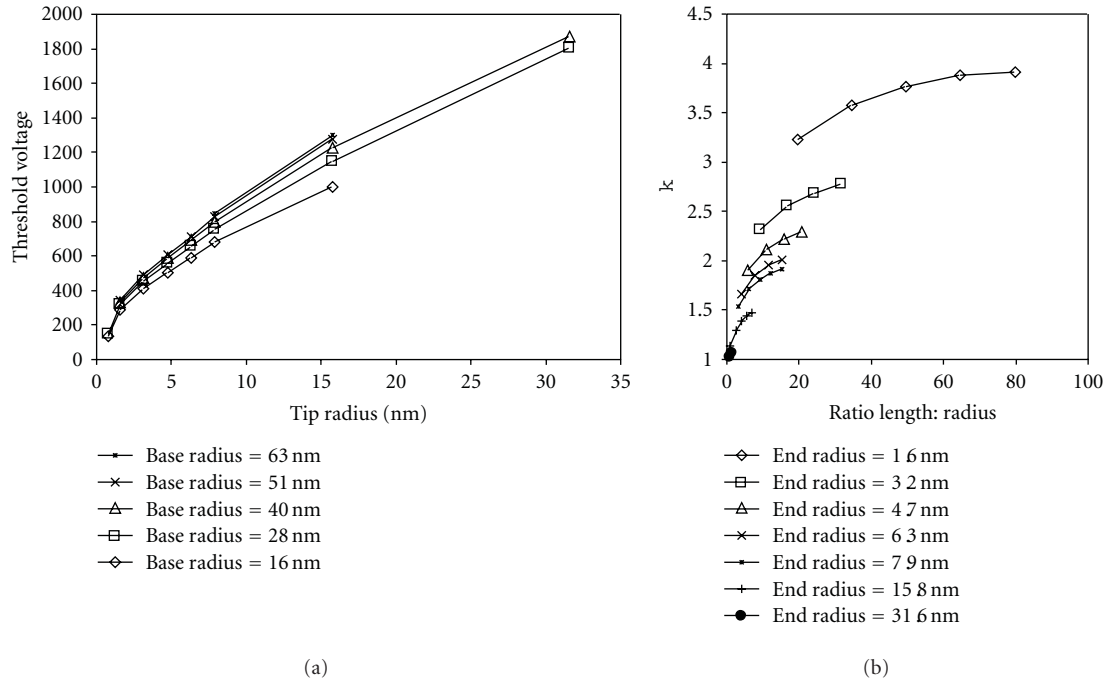 2000
1800
1600
1400
1200
1000
800
600
400
200
0
Threshold voltage
0 5 10 15 20 25 30 35
Tip radius (nm)
Base radius = 63 nm
Base radius = 51 nm
Base radius = 40 nm
Base radius = 28 nm
Base radius = 16 nm
(a)
4.5
4
3.5
3
2.5
2
1.5
1
k
0 20 40 60 80 100
Ratio length: radius
End radius = 1.6 nm
End radius = 3.2 nm
End radius = 4.7 nm
End radius = 6.3 nm
End radius = 7.9 nm
End radius = 15.8 nm
End radius = 31.6 nm
(b)